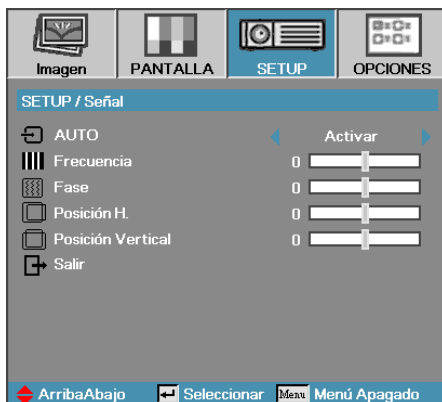 Imagen PANTALLA SETUP OPCIONES
SETUP / Señal
AUTO Activar
Frecuencia 0
Fase 0
Posición H. 0
Posición Vertical 0
Salir
ArribaAbajo Seleccionar Menu Menú Apagado